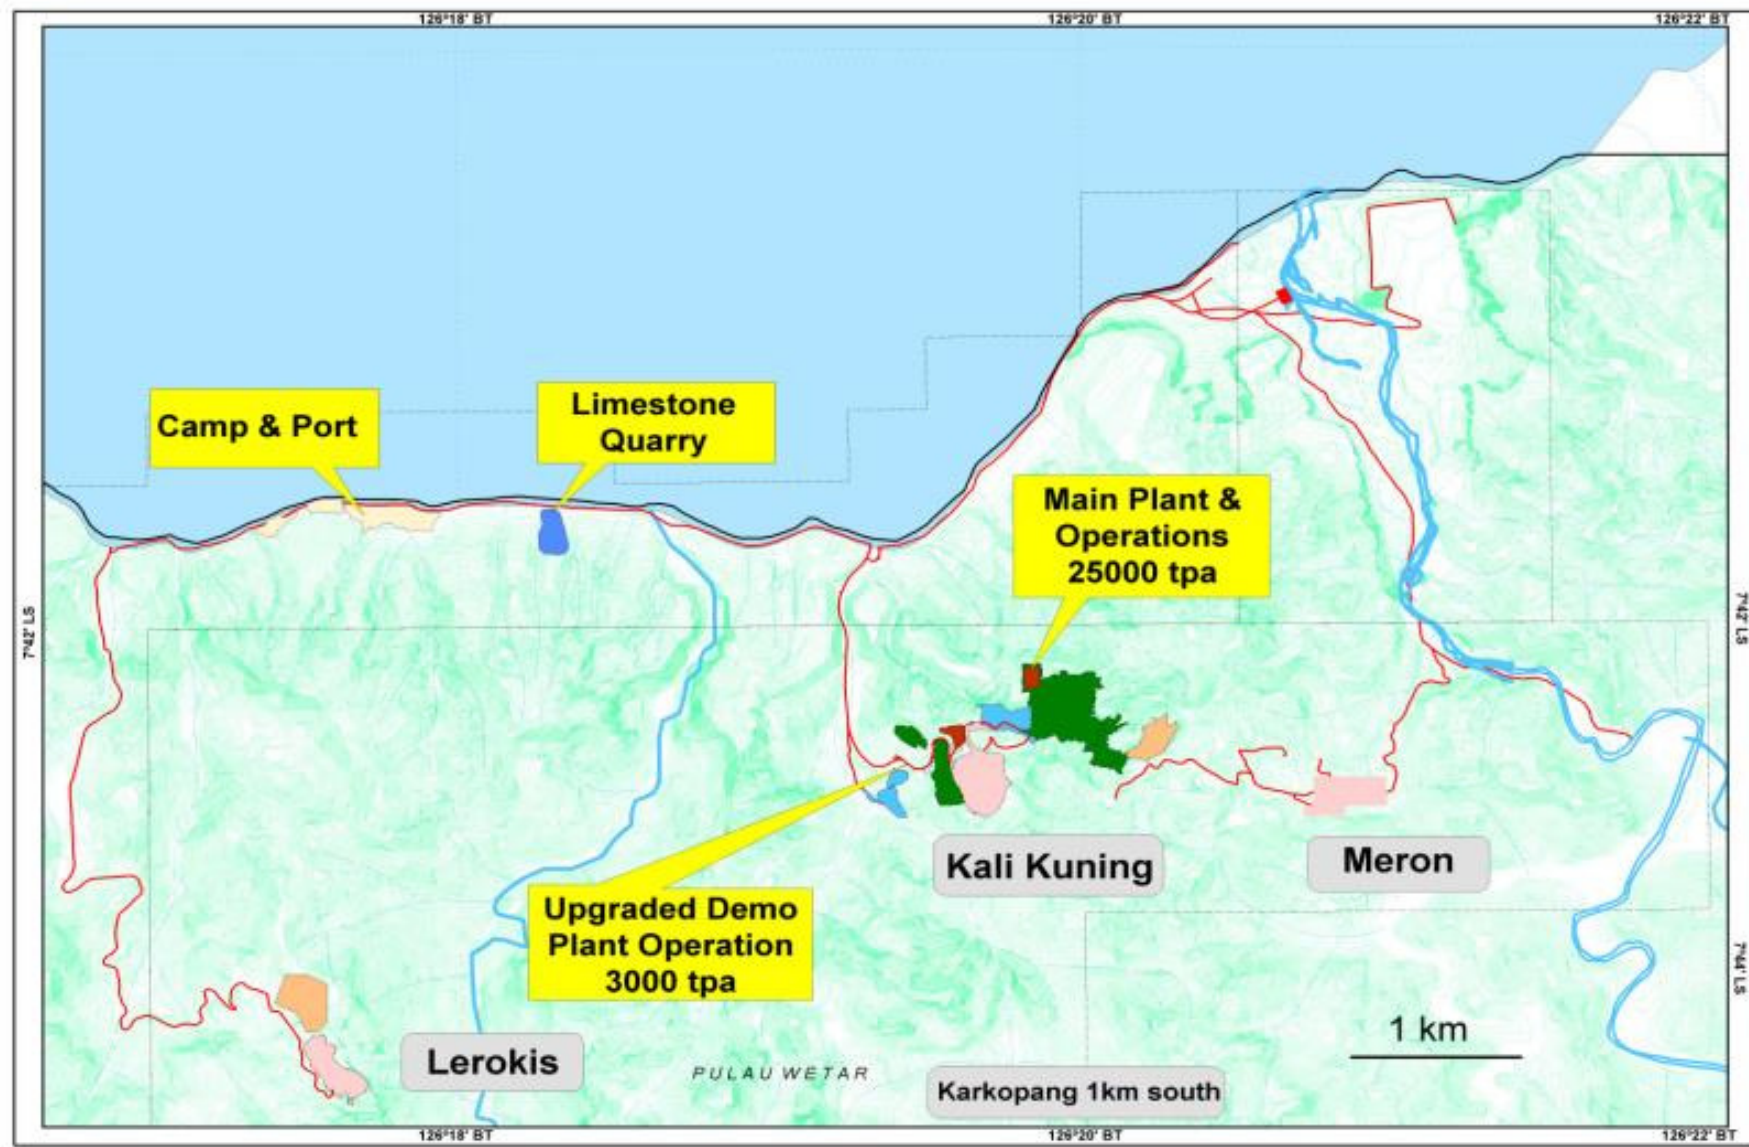 126°18' BT
126°20' BT
126°22' BT
Camp & Port
Limestone
Quarry
Main Plant &
Operations
25000 tpa
7°42' LS
7°42' LS
Kali Kuning
Meron
Upgraded Demo
Plant Operation
3000 tpa
7°44' LS
1 km
Lerokis
PULAU WETAR
Karkopang 1km south
126°18' BT
126°20' BT
126°22' BT